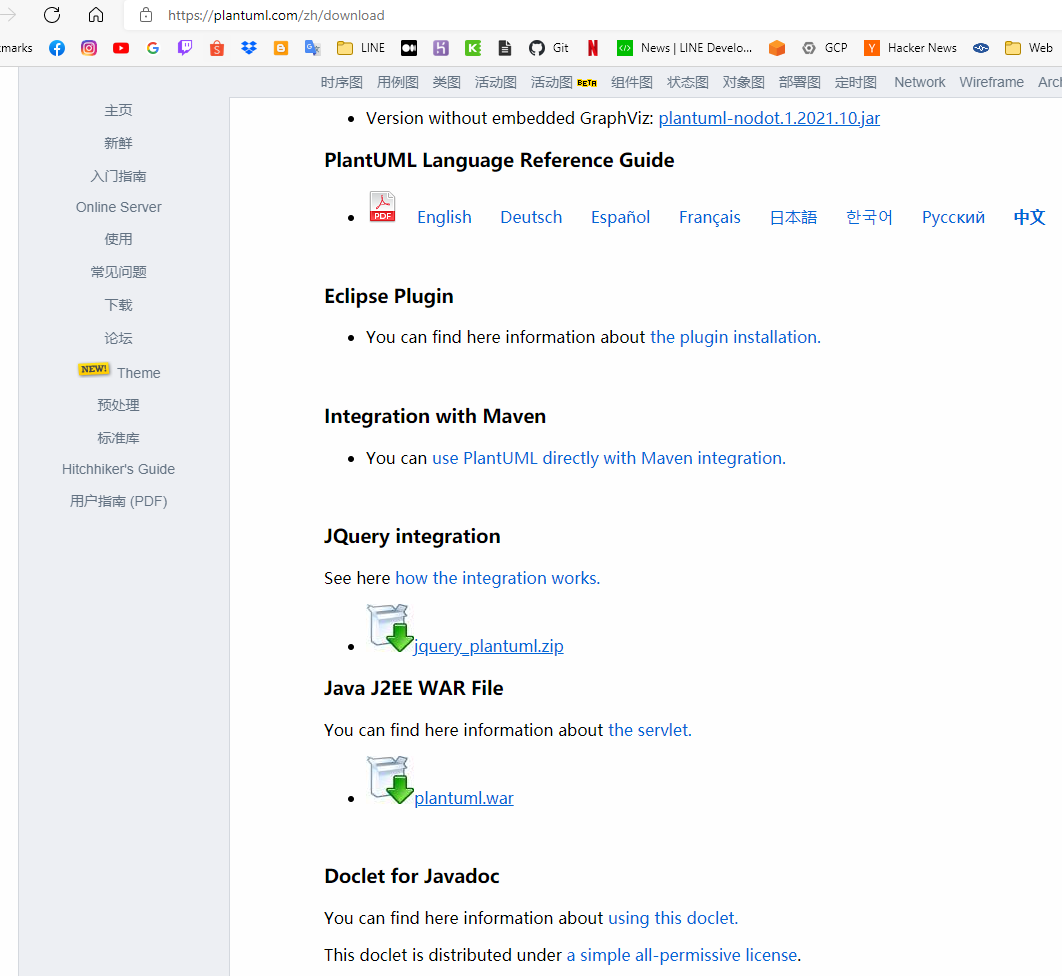 https://plantuml.com/zh/download
kmarks LINE Git News | LINE Develo... GCP Hacker News Web
时序图 用例图 类图 活动图 活动图 BETA 组件图 状态图 对象图 部署图 定时图 Network Wireframe Arc
主页
新鲜
入门指南
Online Server
使用
常见问题
下载
论坛
NEW! Theme
预处理
标准库
Hitchhiker's Guide
用户指南 (PDF)
Version without embedded GraphViz: plantuml-nodot.1.2021.10.jar
PlantUML Language Reference Guide
PDF English Deutsch Español Français 日本語 한국어 Русский 中文
Eclipse Plugin
You can find here information about the plugin installation.
Integration with Maven
You can use PlantUML directly with Maven integration.
JQuery integration
See here how the integration works.
jquery_plantuml.zip
Java J2EE WAR File
You can find here information about the servlet.
plantuml.war
Doclet for Javadoc
You can find here information about using this doclet.
This doclet is distributed under a simple all-permissive license.